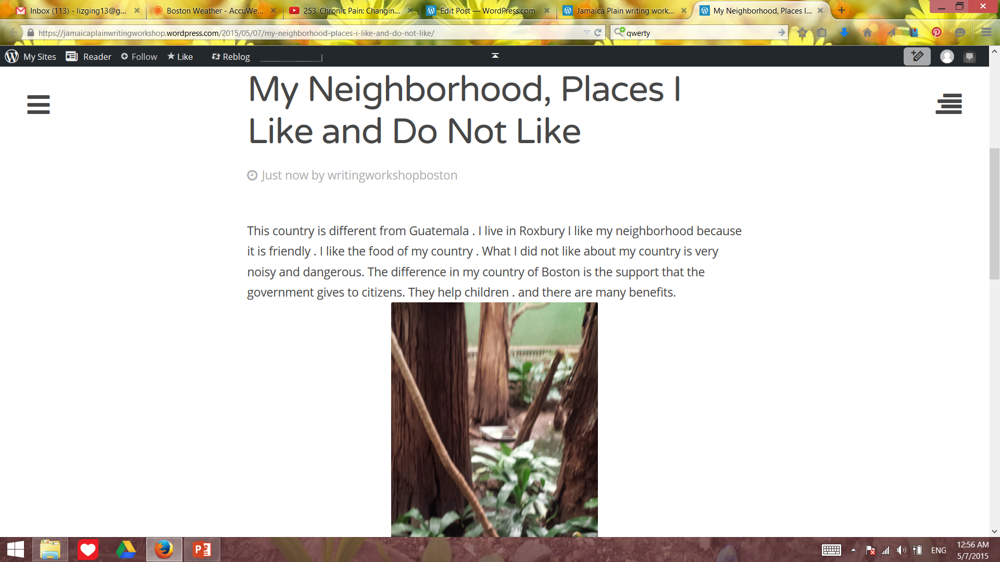 Inbox (113) - lizging13@g...
Boston Weather - AccuWe...
253. Chronic Pain: Changin...
Edit Post — WordPress.com
Jamaica Plain writing work...
My Neighborhood, Places I...
https://jamaicaplainwritingworkshop.wordpress.com/2015/05/07/my-neighborhood-places-i-like-and-do-not-like/
qwerty
My Sites Reader Follow Like Reblog
My Neighborhood, Places I
Like and Do Not Like
Just now by writingworkshopboston
This country is different from Guatemala . I live in Roxbury I like my neighborhood because
it is friendly . I like the food of my country . What I did not like about my country is very
noisy and dangerous. The difference in my country of Boston is the support that the
government gives to citizens. They help children . and there are many benefits.
ENG
12:56 AM
5/7/2015